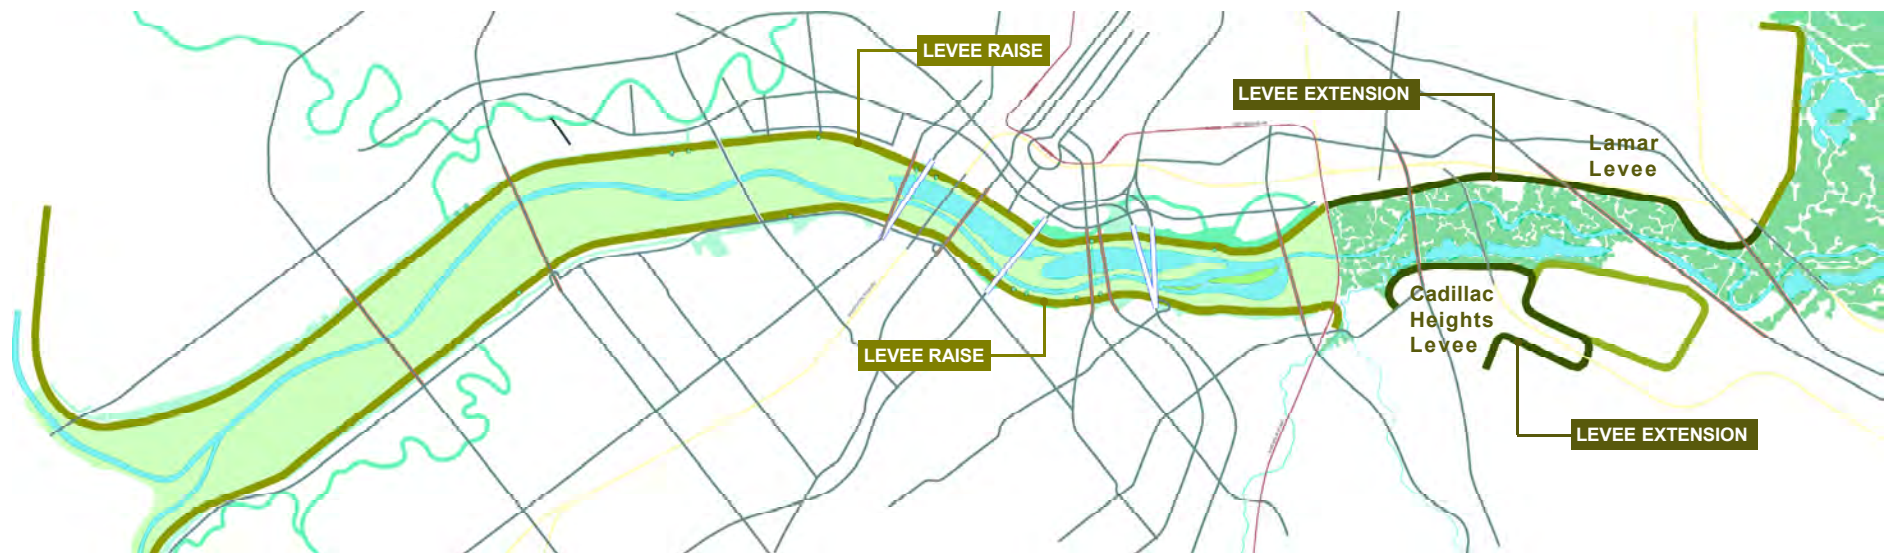 LEVEE RAISE
LEVEE EXTENSION
Lamar
Levee
Cadillac
Heights
Levee
LEVEE RAISE
LEVEE EXTENSION